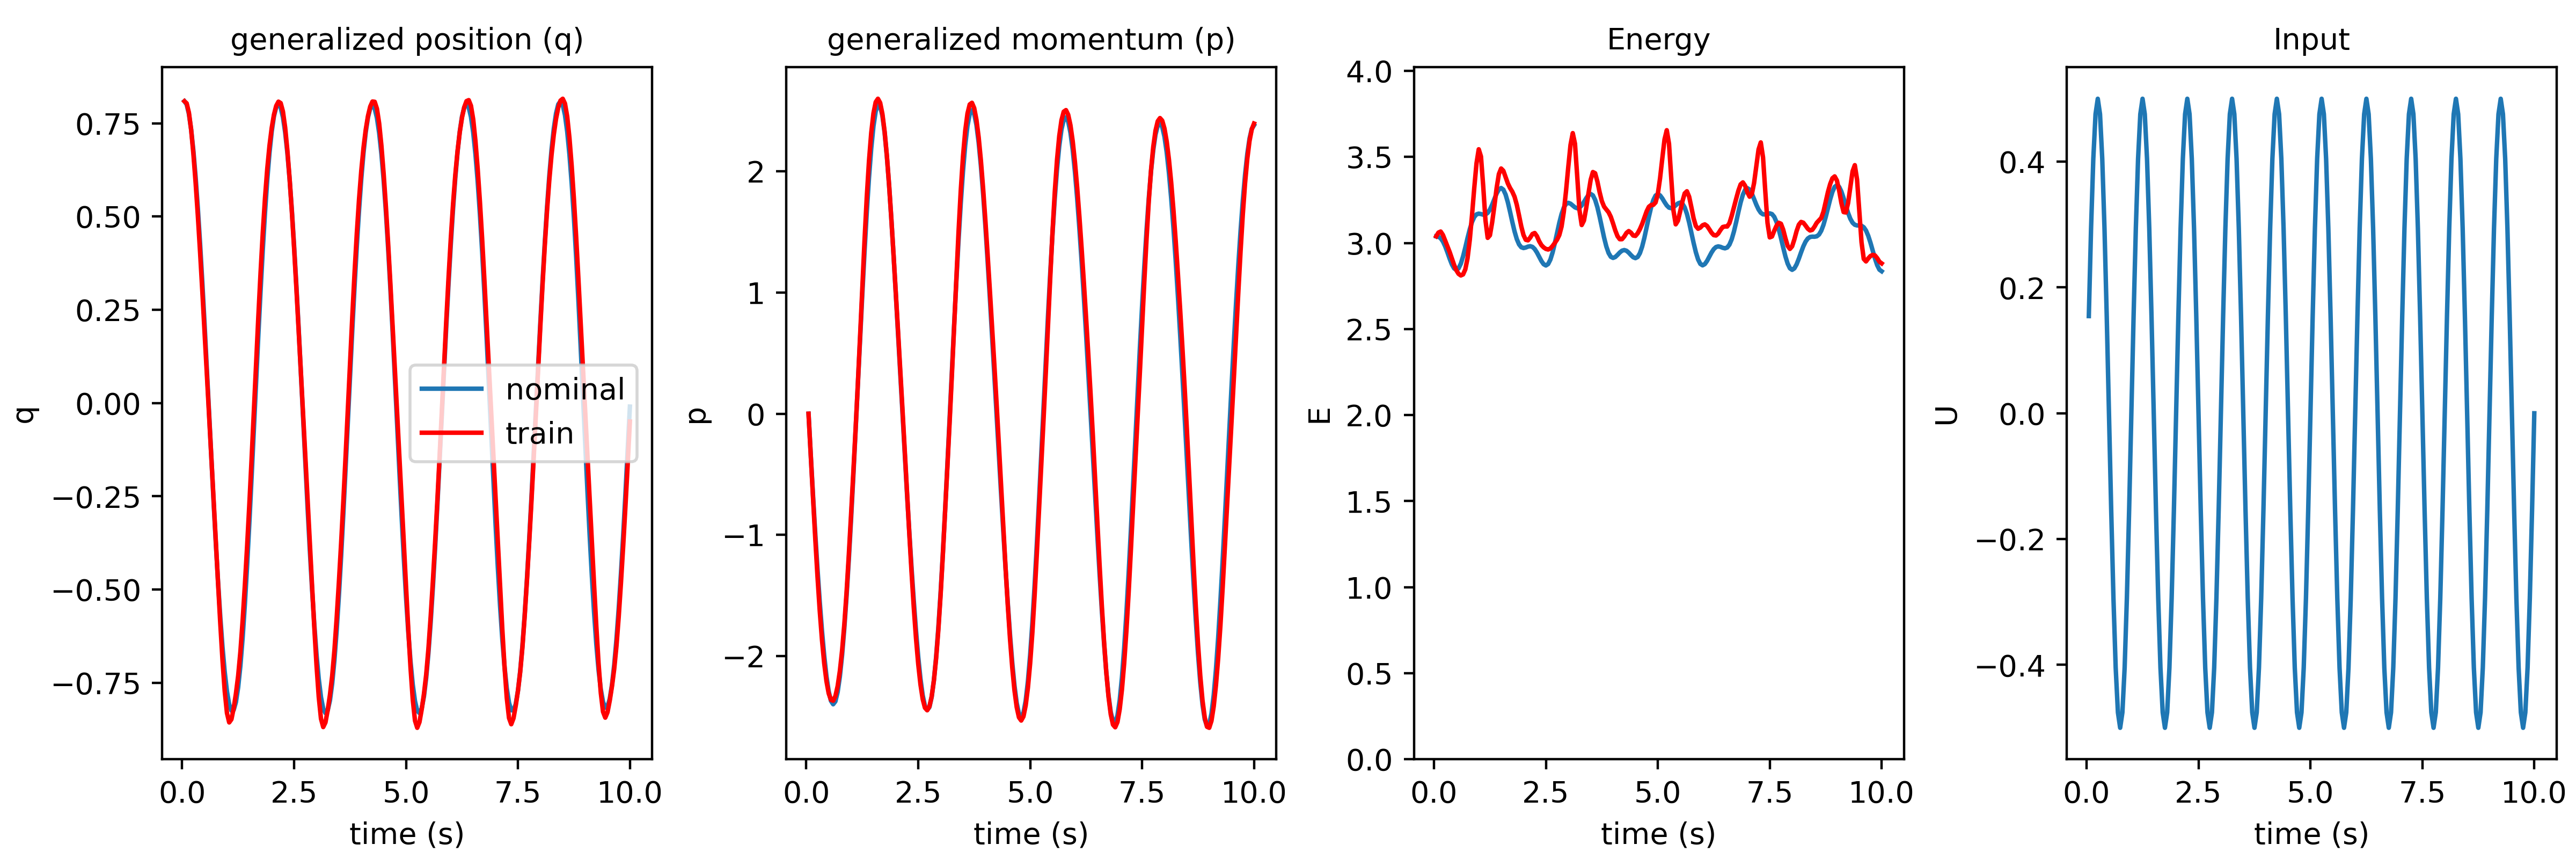 generalized position (q)
generalized momentum (p)
Energy
Input
q
0.75
0.50
0.25
0.00
−0.25
−0.50
−0.75
nominal
train
0.0 2.5 5.0 7.5 10.0
time (s)
p
2
1
0
−1
−2
0.0 2.5 5.0 7.5 10.0
time (s)
E
4.0
3.5
3.0
2.5
2.0
1.5
1.0
0.5
0.0
0.0 2.5 5.0 7.5 10.0
time (s)
U
0.4
0.2
0.0
−0.2
−0.4
0.0 2.5 5.0 7.5 10.0
time (s)